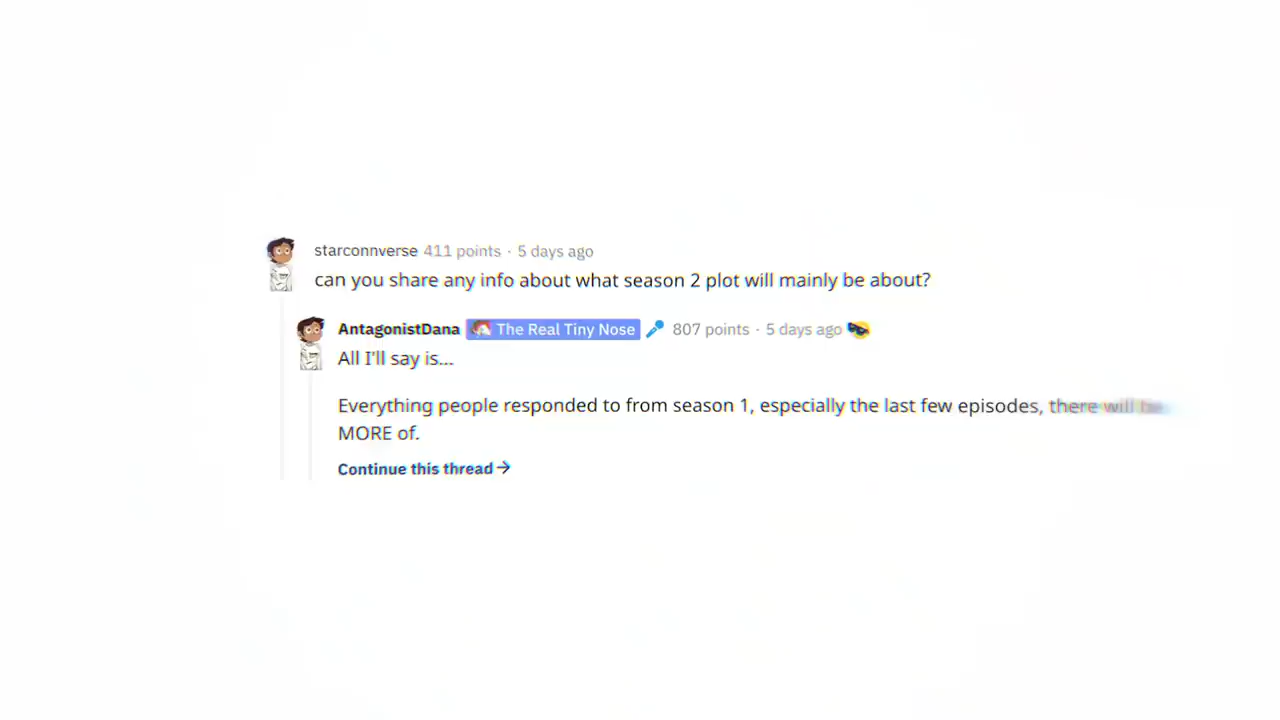 starconnverse 411 points · 5 days ago
can you share any info about what season 2 plot will mainly be about?
AntagonistDana The Real Tiny Nose 807 points · 5 days ago
All I'll say is...
Everything people responded to from season 1, especially the last few episodes, there will be
MORE of.
Continue this thread →